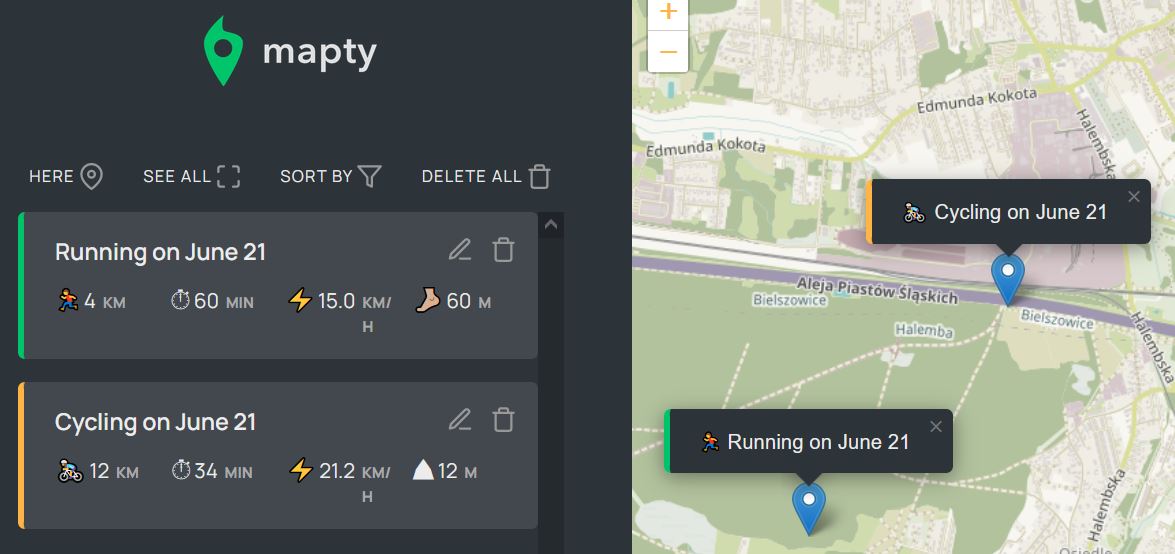 mapty
HERE
SEE ALL
SORT BY
DELETE ALL
Running on June 21
4 KM
60 MIN
15.0 KM/
H
60 M
Cycling on June 21
12 KM
34 MIN
21.2 KM/
H
12 M
+
−
Edmunda Kokota
Edmunda Kokota
Halembska
Cycling on June 21
×
Aleja Piastów Śląskich
Bielszowice
Bielszowice
Halemba
Halembska
Running on June 21
×
Halembska
Osiedle